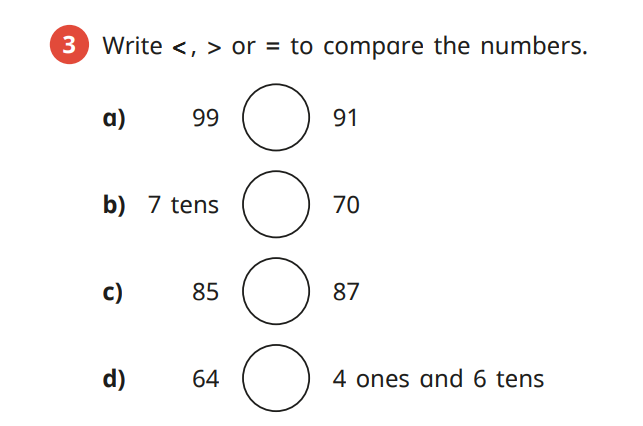 3 Write <, > or = to compare the numbers.
a) 99 91
b) 7 tens 70
c) 85 87
d) 64 4 ones and 6 tens